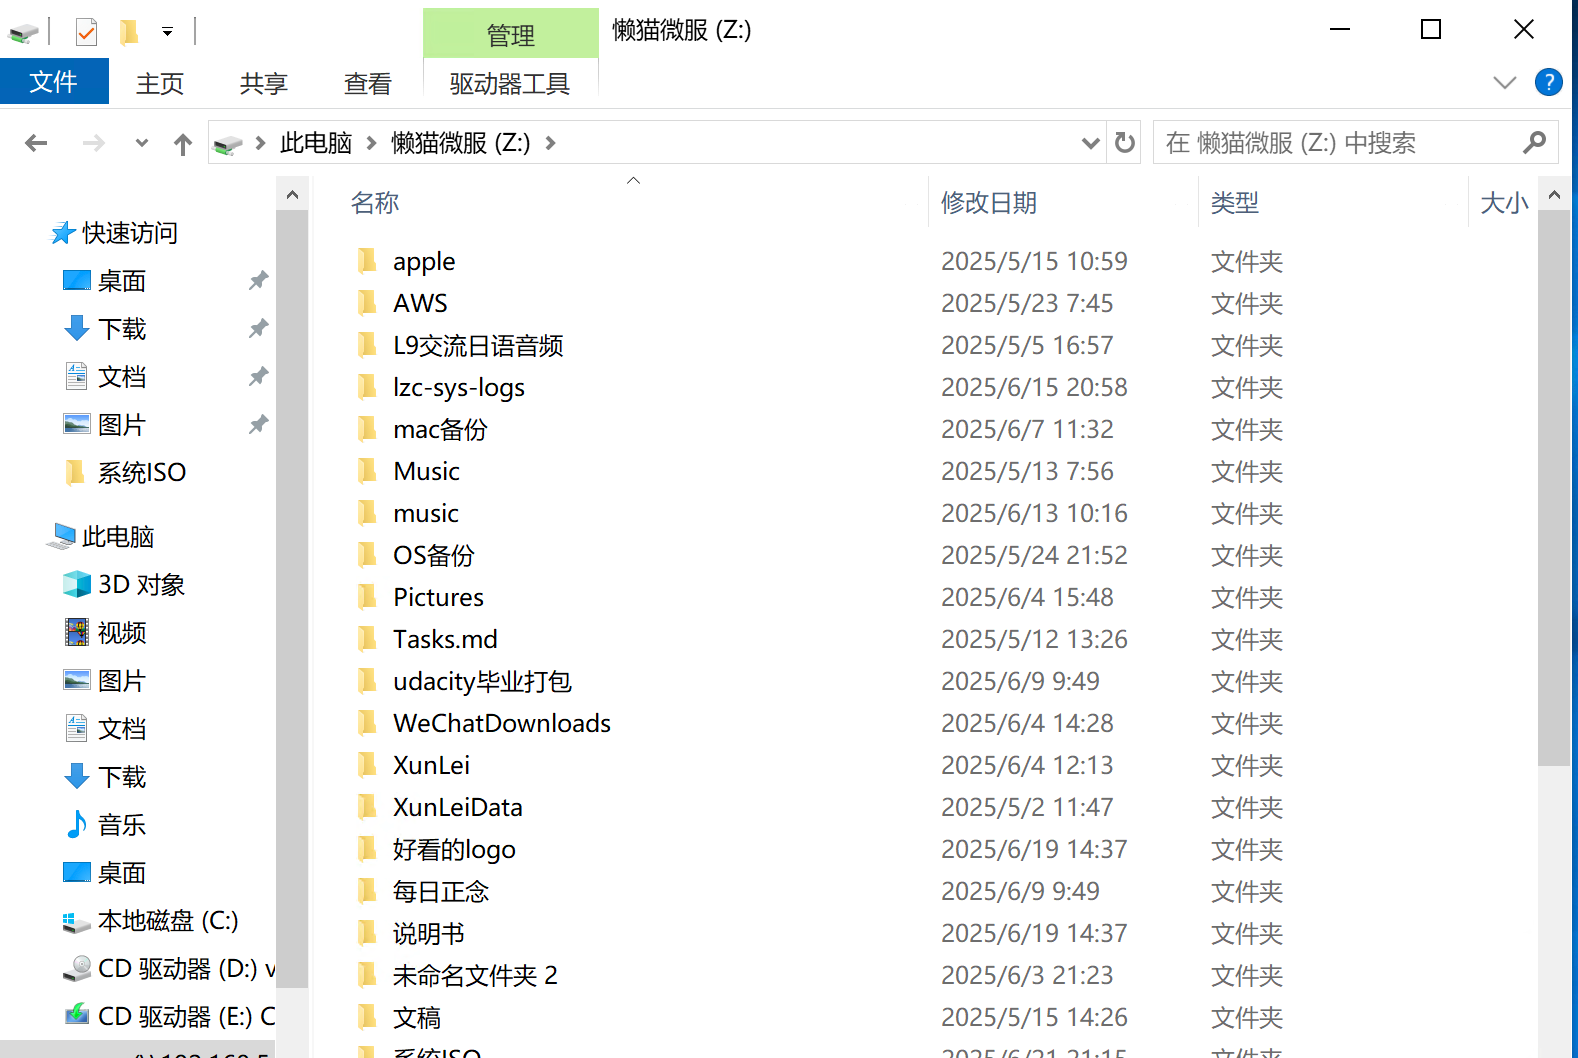 管理
懒猫微服 (Z:)
文件
主页
共享
查看
驱动器工具
?
此电脑
懒猫微服 (Z:)
在 懒猫微服 (Z:) 中搜索
快速访问
桌面
下载
文档
图片
系统ISO
此电脑
3D 对象
视频
图片
文档
下载
音乐
桌面
本地磁盘 (C:)
CD 驱动器 (D:) v
CD 驱动器 (E:) C
名称 修改日期 类型 大小
apple 2025/5/15 10:59 文件夹
AWS 2025/5/23 7:45 文件夹
L9交流日语音频 2025/5/5 16:57 文件夹
lzc-sys-logs 2025/6/15 20:58 文件夹
mac备份 2025/6/7 11:32 文件夹
Music 2025/5/13 7:56 文件夹
music 2025/6/13 10:16 文件夹
OS备份 2025/5/24 21:52 文件夹
Pictures 2025/6/4 15:48 文件夹
Tasks.md 2025/5/12 13:26 文件夹
udacity毕业打包 2025/6/9 9:49 文件夹
WeChatDownloads 2025/6/4 14:28 文件夹
XunLei 2025/6/4 12:13 文件夹
XunLeiData 2025/5/2 11:47 文件夹
好看的logo 2025/6/19 14:37 文件夹
每日正念 2025/6/9 9:49 文件夹
说明书 2025/6/19 14:37 文件夹
未命名文件夹 2 2025/6/3 21:23 文件夹
文稿 2025/5/15 14:26 文件夹
系统ISO 2025/6/21 21:15 文件夹